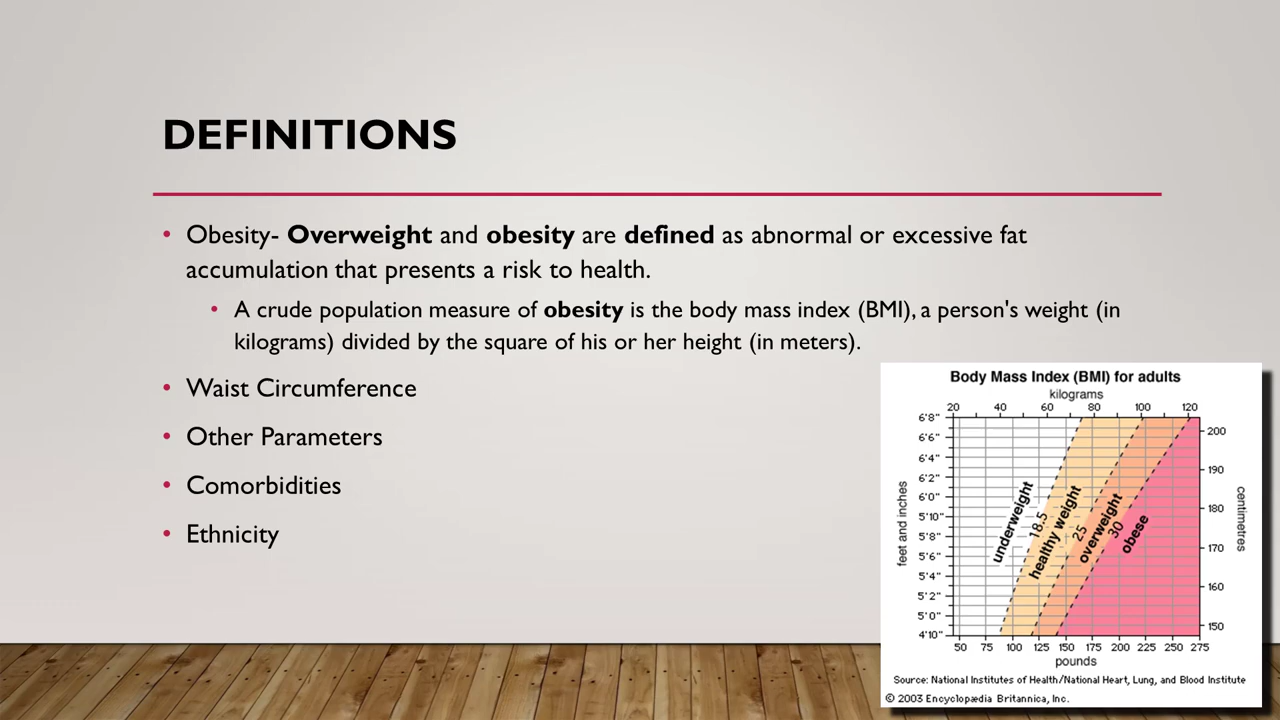 DEFINITIONS
• Obesity- Overweight and obesity are defined as abnormal or excessive fat
accumulation that presents a risk to health.
• A crude population measure of obesity is the body mass index (BMI), a person's weight (in
kilograms) divided by the square of his or her height (in meters).
• Waist Circumference
• Other Parameters
• Comorbidities
• Ethnicity
Body Mass Index (BMI) for adults
kilograms
20 40 60 80 100 120
6'8"
6'6"
6'4"
6'2"
6'0"
5'10"
5'8"
5'6"
5'4"
5'2"
5'0"
4'10"
feet and inches
underweight
18.5
healthy weight
25
overweight
30
obese
200
190
180
170
160
150
centimetres
50 75 100 125 150 175 200 225 250 275
pounds
Source: National Institutes of Health/National Heart, Lung, and Blood Institute
© 2003 Encyclopædia Britannica, Inc.